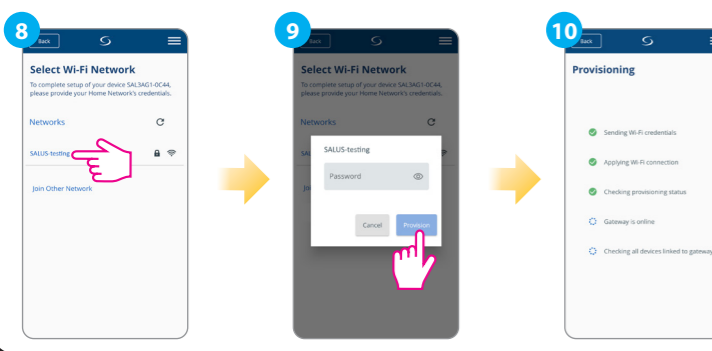 8
Back
Select Wi-Fi Network
To complete setup of your device SAL3AG1-0C44,
please provide your Home Network's credentials.
Networks
SALUS-testing
Join Other Network
9
Back
Select Wi-Fi Network
To complete setup of your device SAL3AG1-0C44,
please provide your Home Network's credentials.
Networks
SALUS-testing
Password
Cancel
Provision
10
Back
Provisioning
Sending Wi-Fi credentials
Applying Wi-Fi connection
Checking provisioning status
Gateway is online
Checking all devices linked to gateway